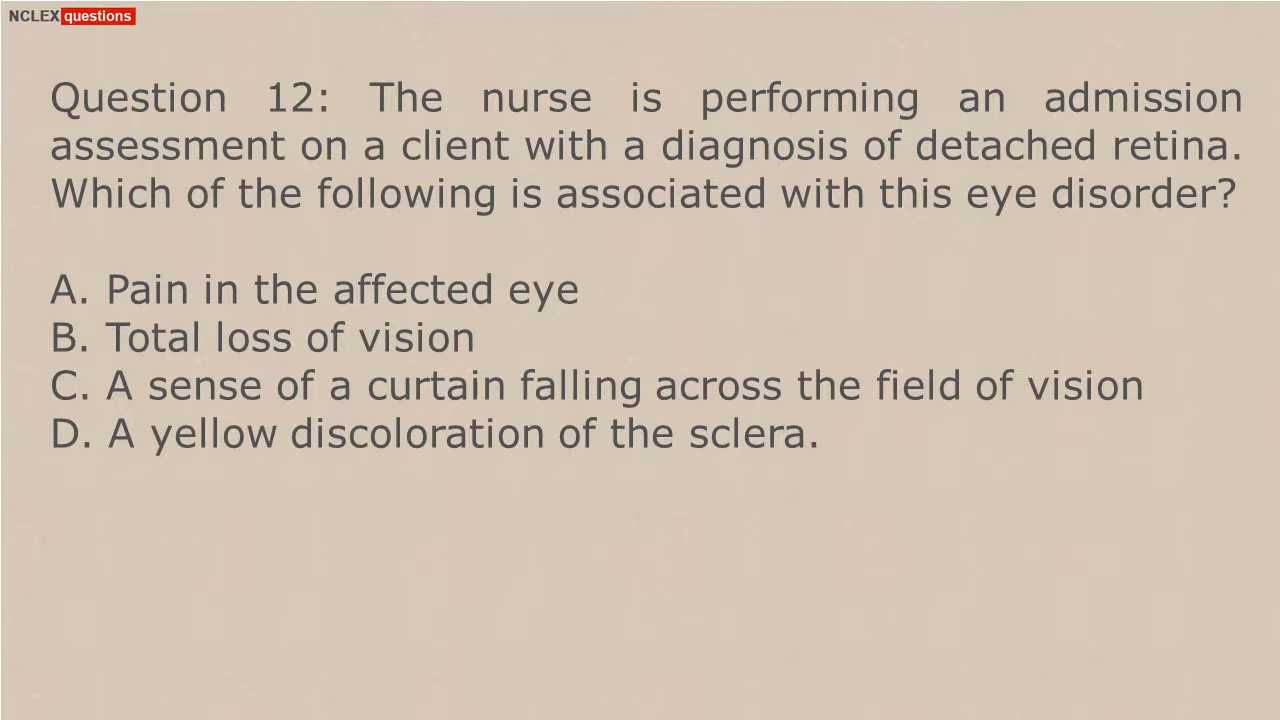 NCLEX questions
Question 12: The nurse is performing an admission
assessment on a client with a diagnosis of detached retina.
Which of the following is associated with this eye disorder?
A. Pain in the affected eye
B. Total loss of vision
C. A sense of a curtain falling across the field of vision
D. A yellow discoloration of the sclera.